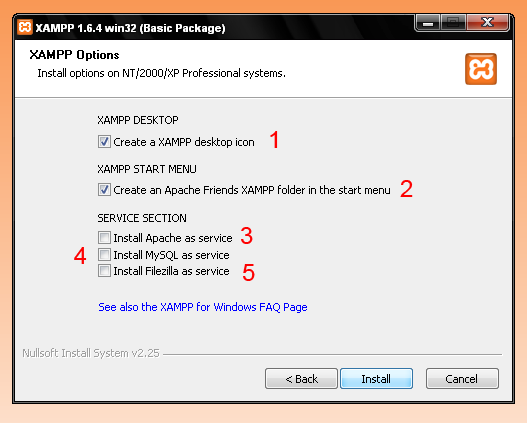 XAMPP 1.6.4 win32 (Basic Package)
XAMPP Options
Install options on NT/2000/XP Professional systems.
XAMPP DESKTOP
Create a XAMPP desktop icon 1
XAMPP START MENU
Create an Apache Friends XAMPP folder in the start menu 2
SERVICE SECTION
Install Apache as service 3
4 Install MySQL as service
Install Filezilla as service 5
See also the XAMPP for Windows FAQ Page
Nullsoft Install System v2.25
< Back Install Cancel